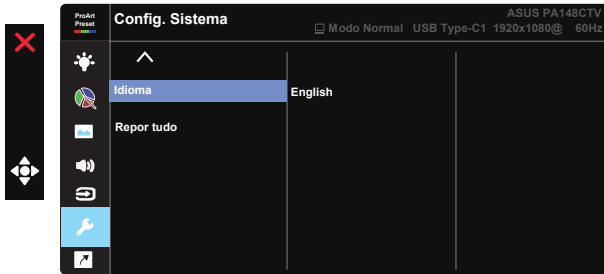 ProArt
Preset
Config. Sistema
ASUS PA148CTV
Modo Normal USB Type-C1 1920x1080@ 60Hz
Idioma
English
Repor tudo